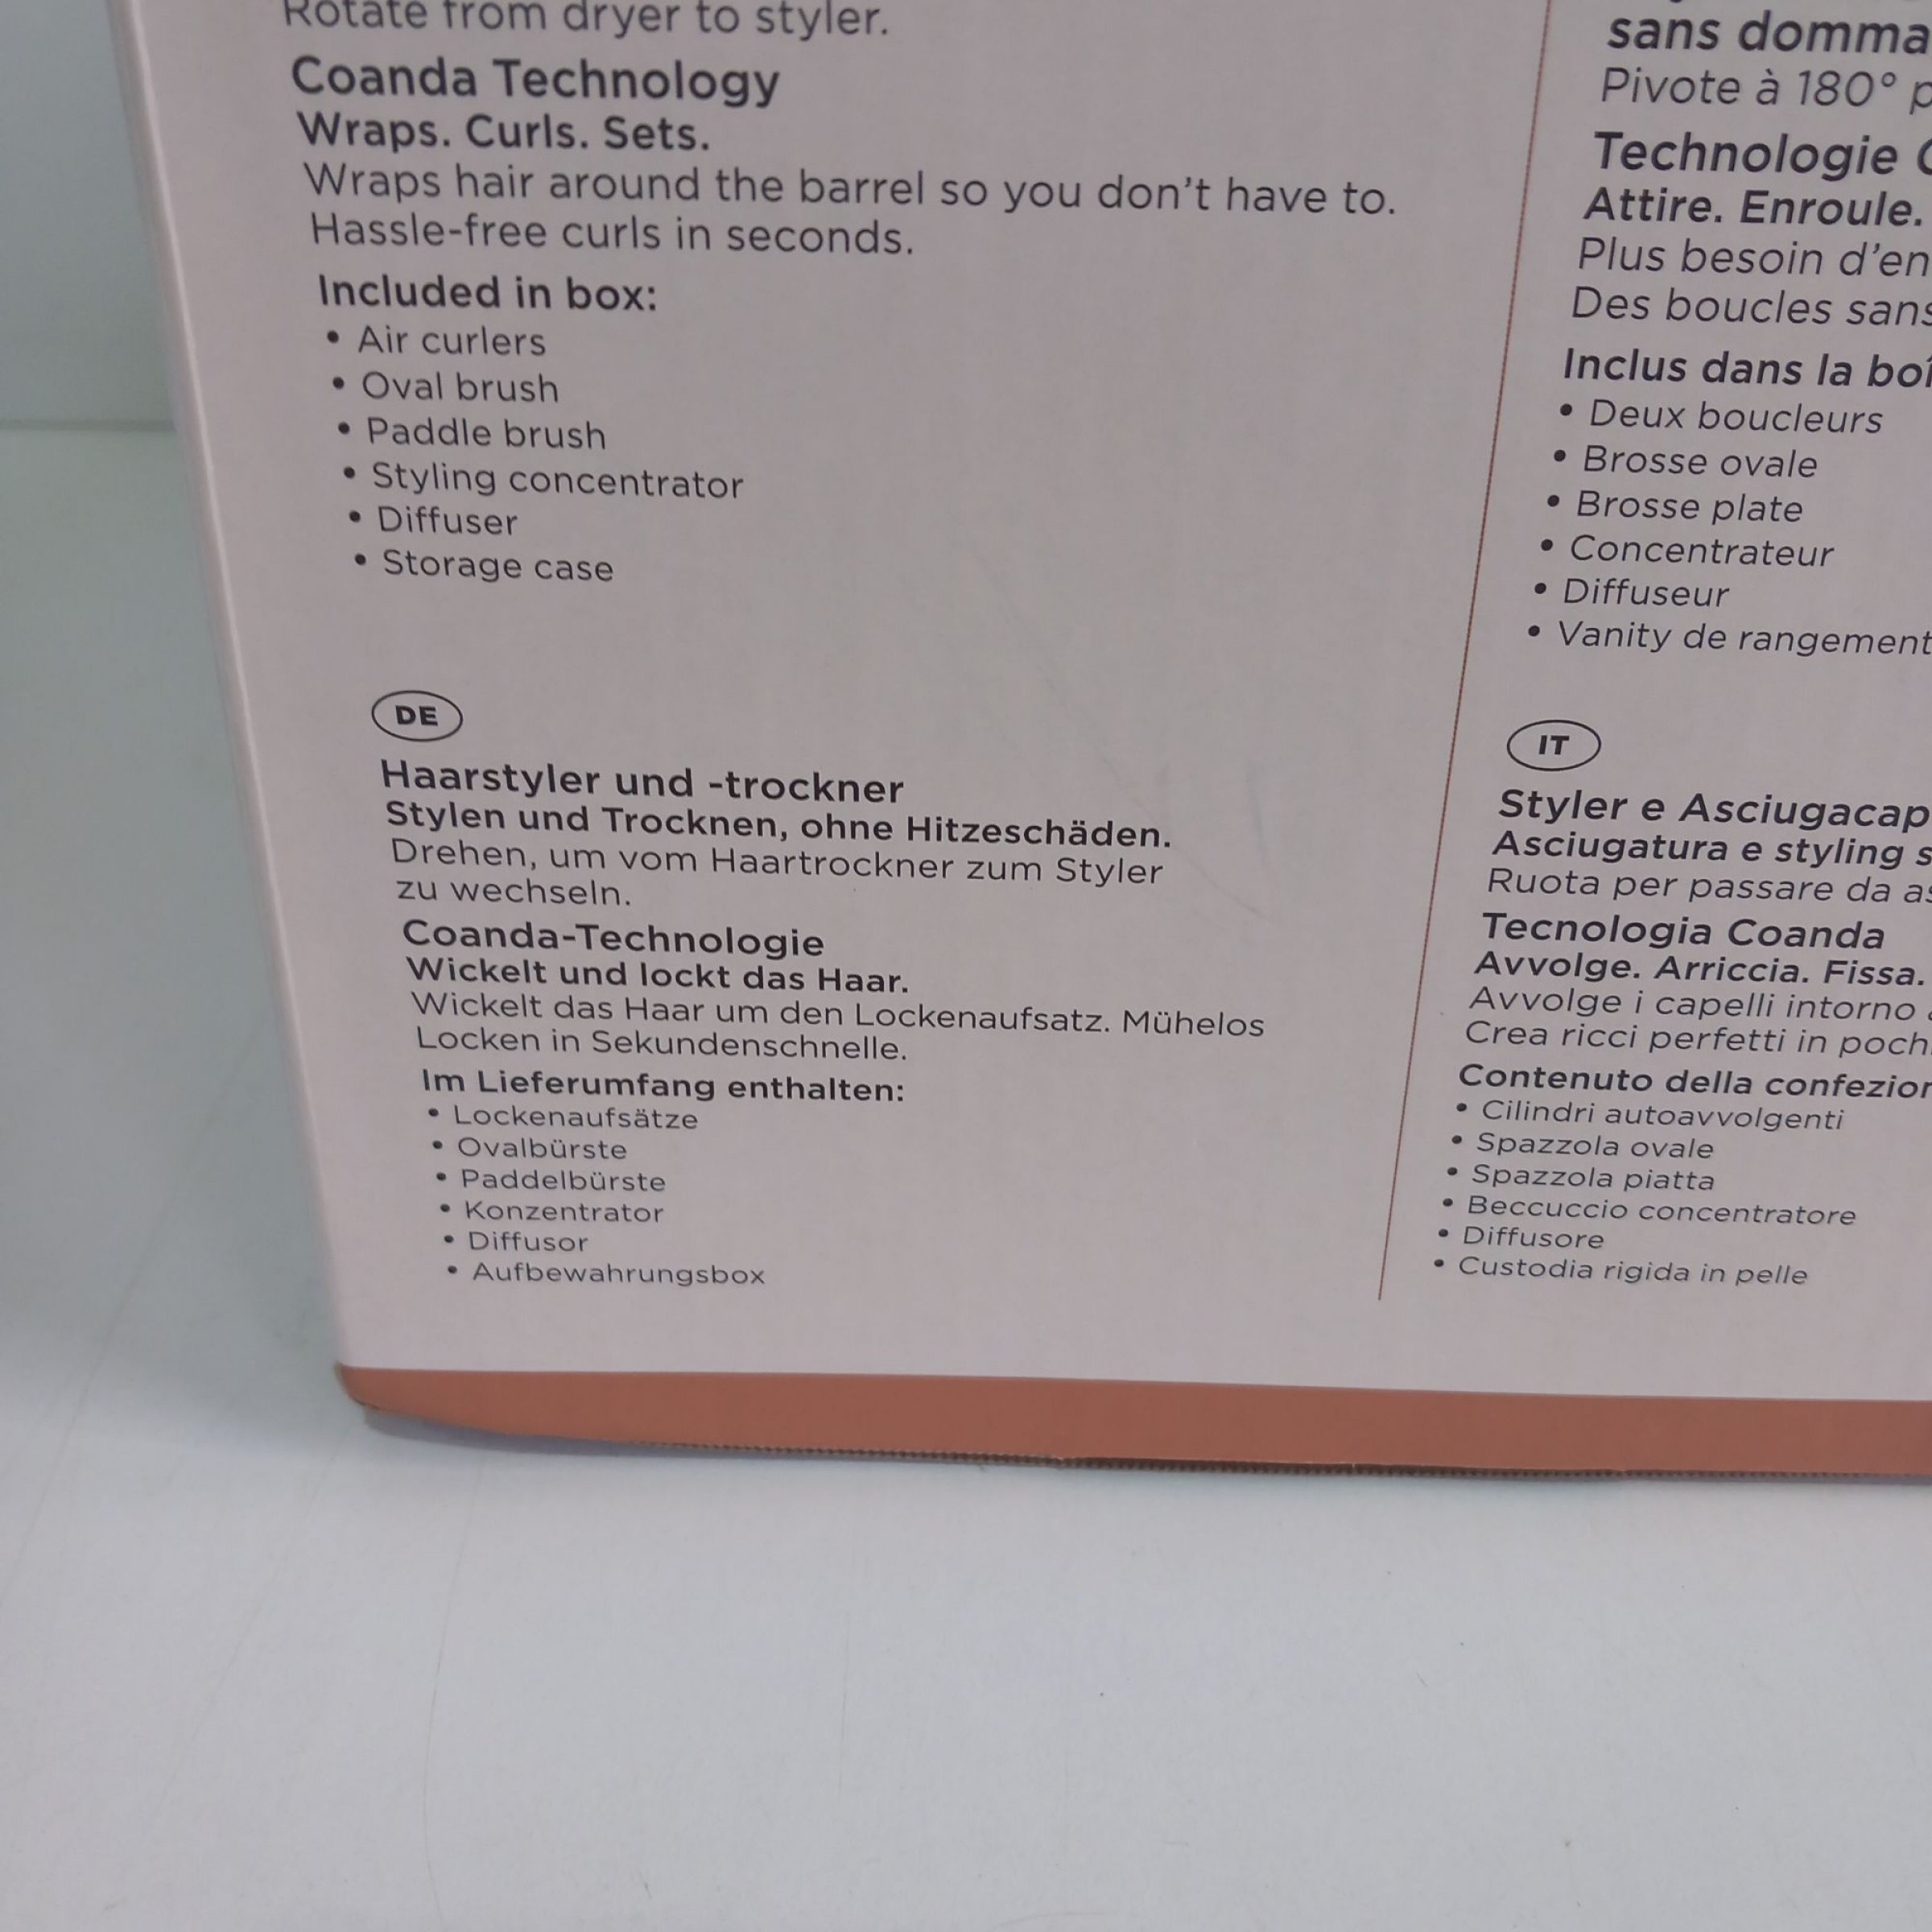 Rotate from dryer to styler.
Coanda Technology
Wraps. Curls. Sets.
Wraps hair around the barrel so you don't have to.
Hassle-free curls in seconds.
Included in box:
• Air curlers
• Oval brush
• Paddle brush
• Styling concentrator
• Diffuser
• Storage case
sans domma
Pivote à 180° p
Technologie C
Attire. Enroule.
Plus besoin d'en
Des boucles sans
Inclus dans la boî
• Deux boucleurs
• Brosse ovale
• Brosse plate
• Concentrateur
• Diffuseur
• Vanity de rangement
DE
Haarstyler und -trockner
Stylen und Trocknen, ohne Hitzeschäden.
Drehen, um vom Haartrockner zum Styler
zu wechseln.
Coanda-Technologie
Wickelt und lockt das Haar.
Wickelt das Haar um den Lockenaufsatz. Mühelos
Locken in Sekundenschnelle.
Im Lieferumfang enthalten:
• Lockenaufsätze
• Ovalbürste
• Paddelbürste
• Konzentrator
• Diffusor
• Aufbewahrungsbox
IT
Styler e Asciugacap
Asciugatura e styling s
Ruota per passare da as
Tecnologia Coanda
Avvolge. Arriccia. Fissa.
Avvolge i capelli intorno
Crea ricci perfetti in poch
Contenuto della confezion
• Cilindri autoavvolgenti
• Spazzola ovale
• Spazzola piatta
• Beccuccio concentratore
• Diffusore
• Custodia rigida in pelle